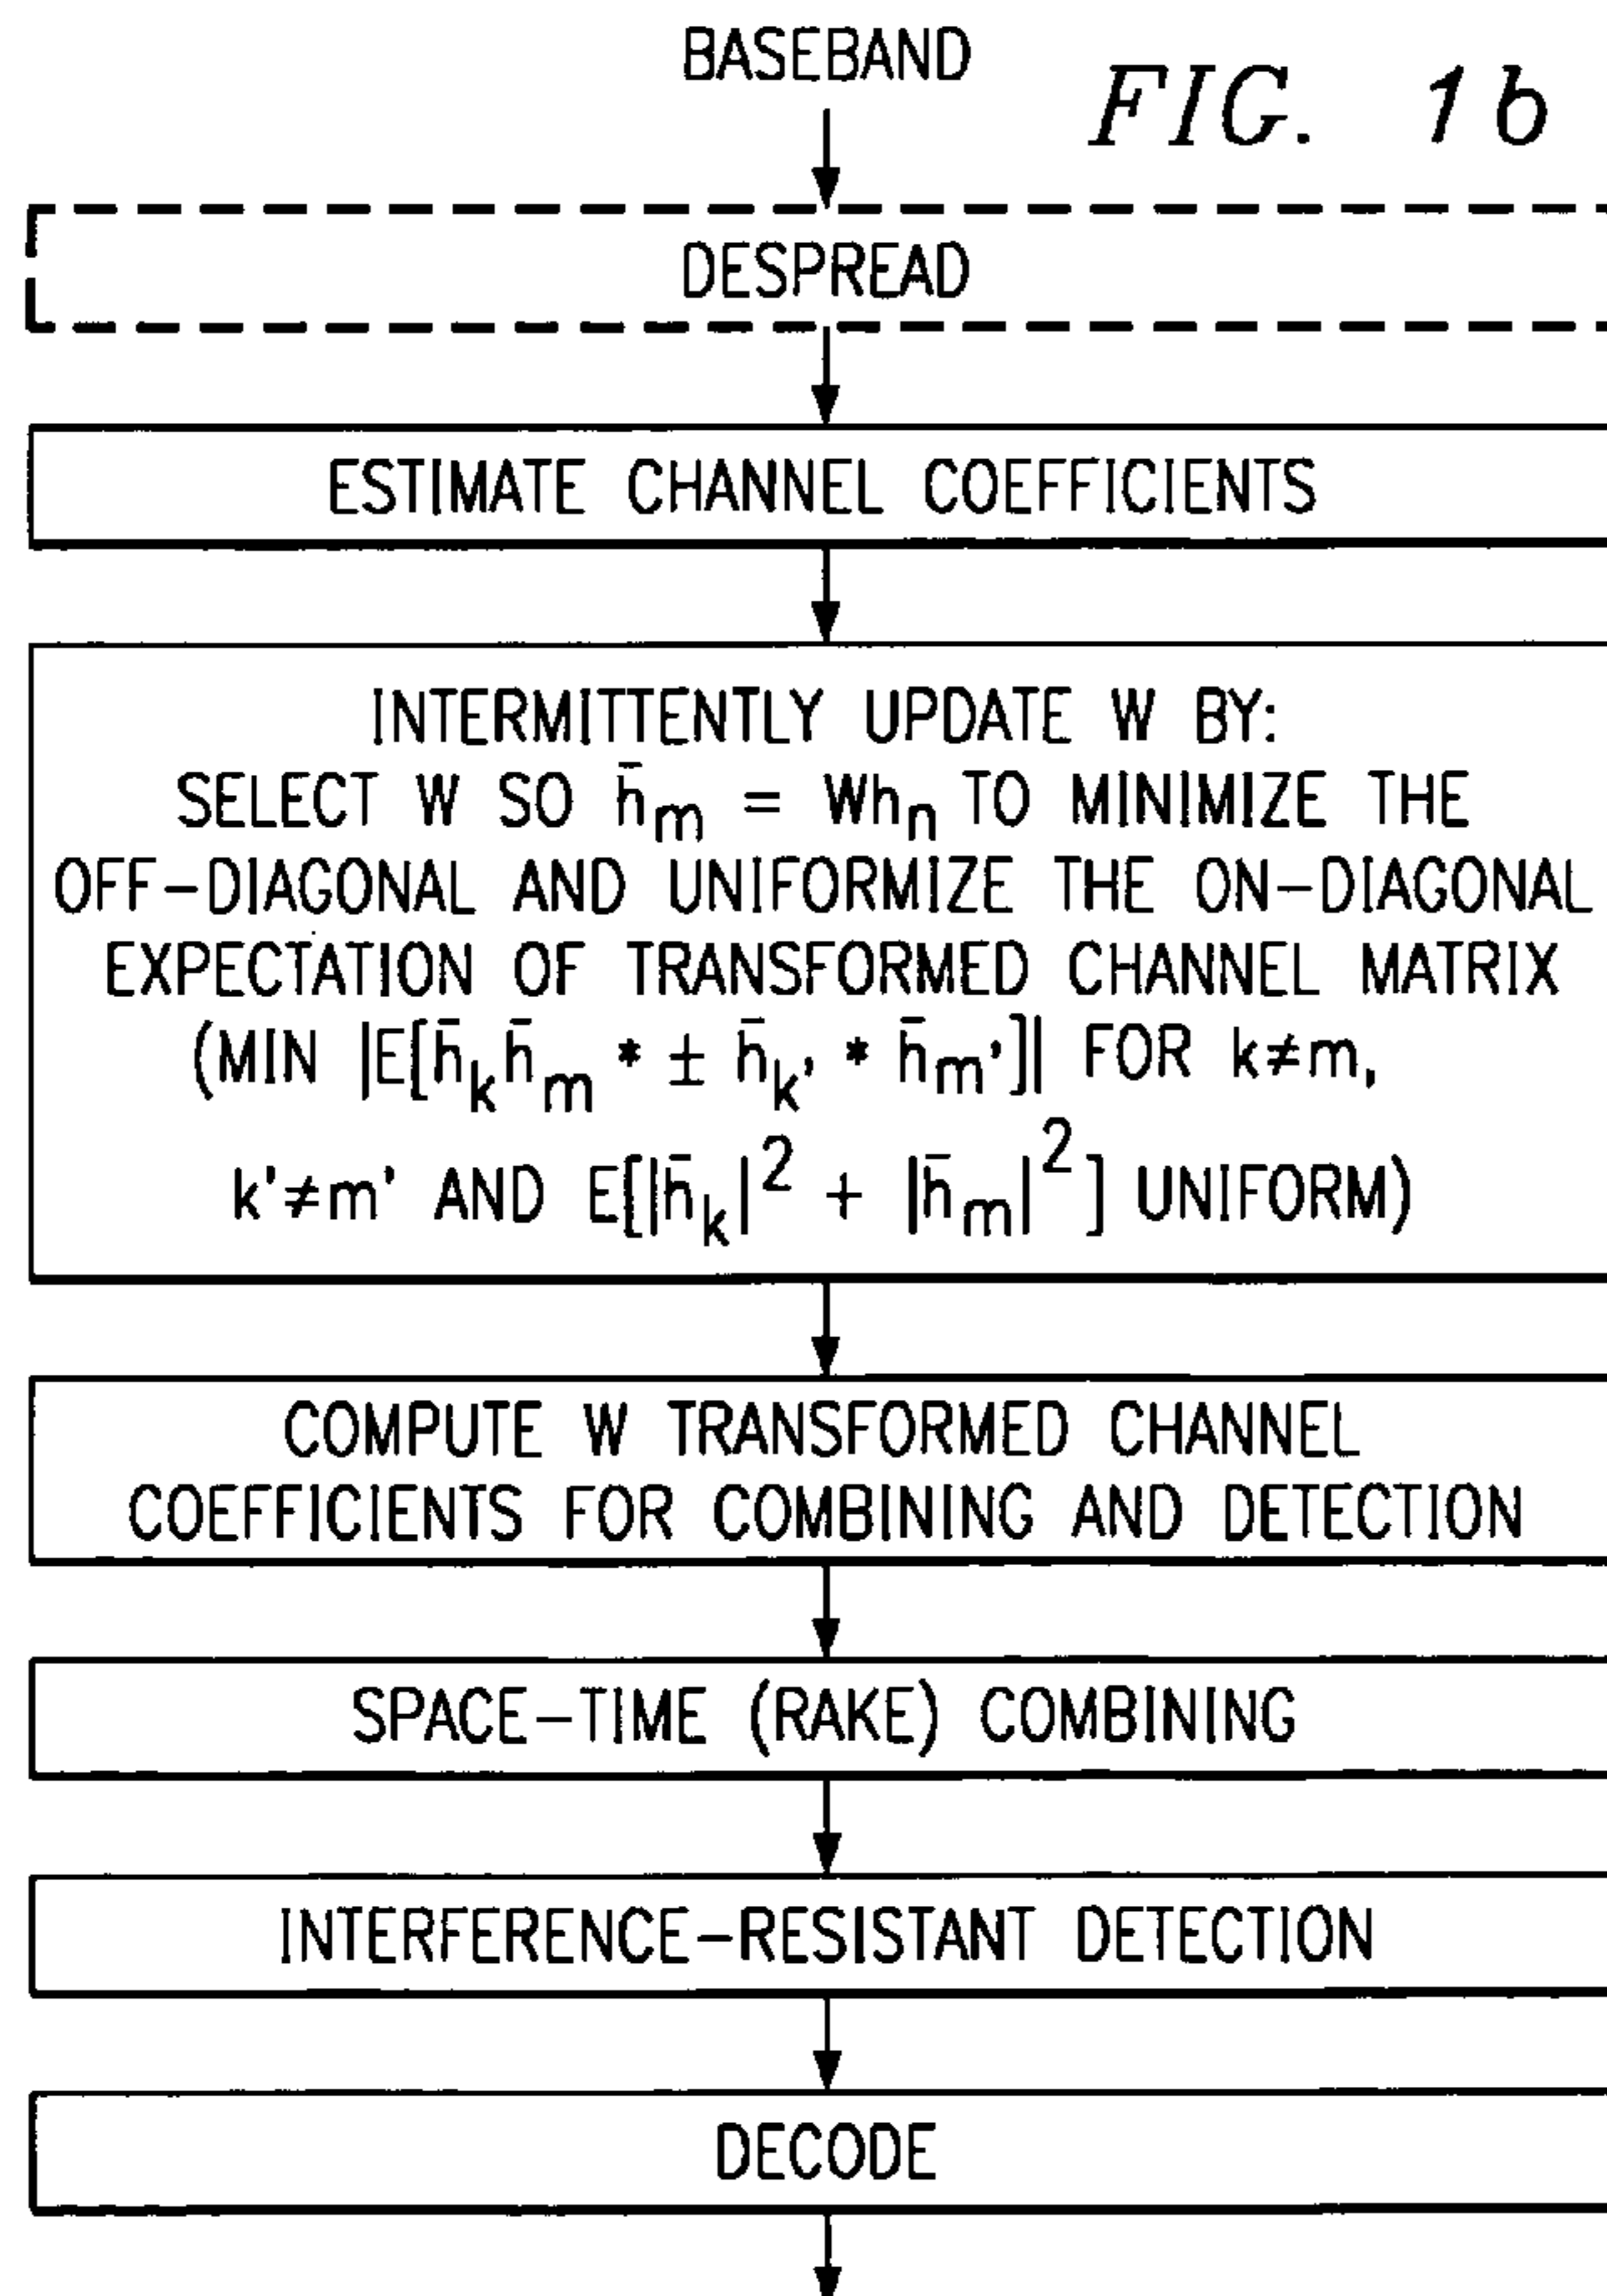 BASEBAND
FIG. 1b
DESPREAD
ESTIMATE CHANNEL COEFFICIENTS
INTERMITTENTLY UPDATE W BY:
SELECT W SO h̄m = Whn TO MINIMIZE THE
OFF-DIAGONAL AND UNIFORMIZE THE ON-DIAGONAL
EXPECTATION OF TRANSFORMED CHANNEL MATRIX
(MIN |E[h̄kh̄m * ± h̄k' * h̄m']| FOR k≠m,
k'≠m' AND E[|h̄k|² + |h̄m|²] UNIFORM)
COMPUTE W TRANSFORMED CHANNEL
COEFFICIENTS FOR COMBINING AND DETECTION
SPACE-TIME (RAKE) COMBINING
INTERFERENCE-RESISTANT DETECTION
DECODE